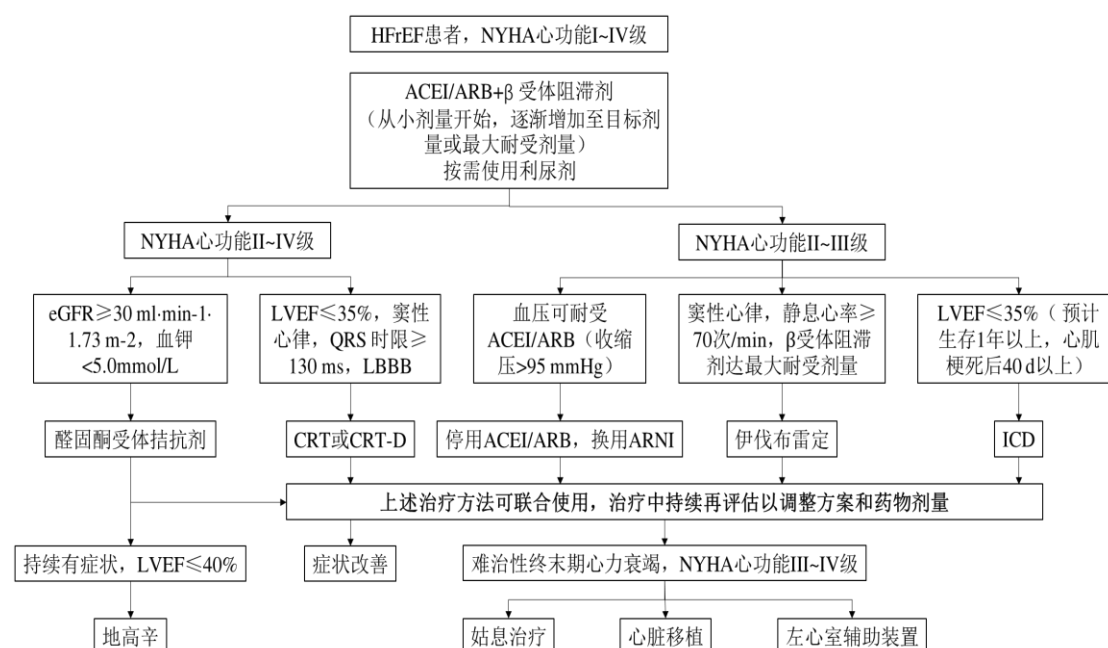 HFrEF患者，NYHA心功能I~IV级
ACEI/ARB+β 受体阻滞剂
（从小剂量开始，逐渐增加至目标剂
量或最大耐受剂量）
按需使用利尿剂
NYHA心功能II~IV级
NYHA心功能II~III级
eGFR≥30 ml·min-1·
1.73 m-2，血钾
<5.0mmol/L
LVEF≤35%，窦性
心律，QRS 时限≥
130 ms，LBBB
血压可耐受
ACEI/ARB（收缩
压>95 mmHg）
窦性心律，静息心率≥
70次/min，β受体阻滞
剂达最大耐受剂量
LVEF≤35%（预计
生存1年以上，心肌
梗死后40 d以上）
醛固酮受体拮抗剂
CRT或CRT-D
停用ACEI/ARB，换用ARNI
伊伐布雷定
ICD
上述治疗方法可联合使用，治疗中持续再评估以调整方案和药物剂量
持续有症状，LVEF≤40%
症状改善
难治性终末期心力衰竭，NYHA心功能III~IV级
地高辛
姑息治疗
心脏移植
左心室辅助装置